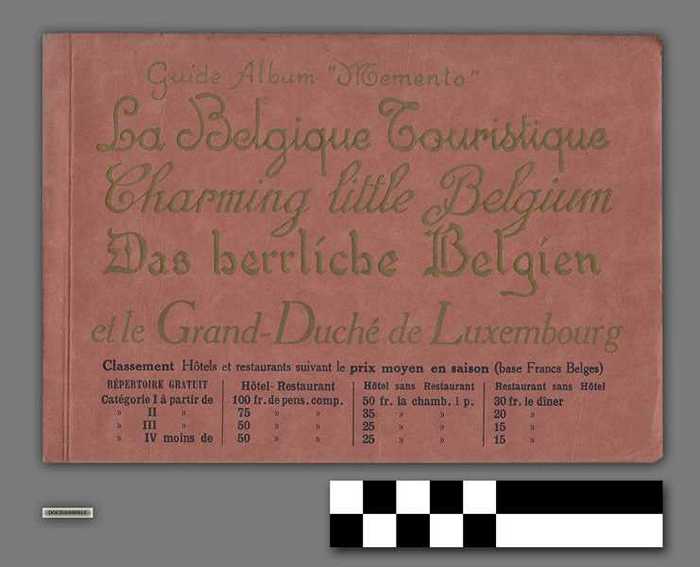 Guide Album "Memento"
La Belgique Touristique
Charming little Belgium
Das herrliche Belgien
et le Grand-Duché de Luxembourg
Classement Hôtels et restaurants suivant le prix moyen en saison (base Francs Belges)
RÉPERTOIRE GRATUIT Hôtel-Restaurant Hôtel sans Restaurant Restaurant sans Hôtel
Catégorie I à partir de 100 fr. de pens. comp. 50 fr. la chamb. 1 p. 30 fr. le dîner
» II » 75 » » 35 » » 20 »
» III » 50 » » 25 » » 15 »
» IV moins de 50 » » 25 » » 15 »